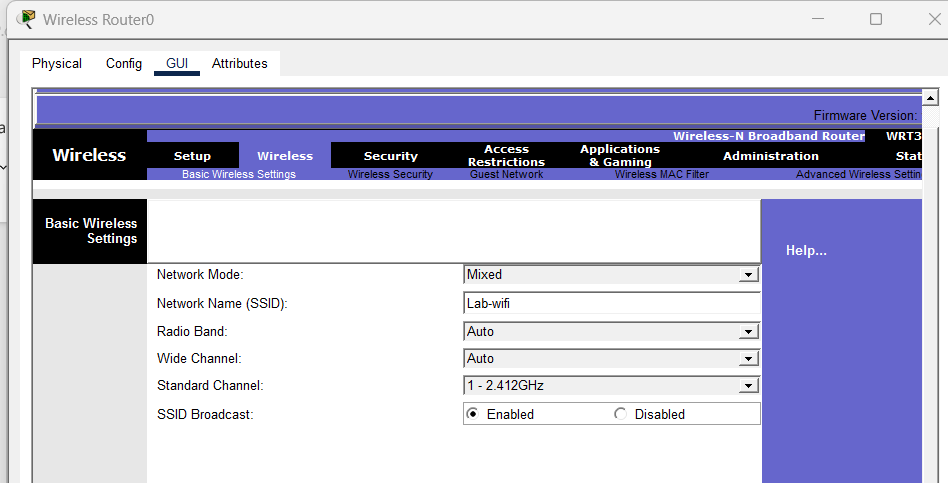 Wireless Router0
Physical Config GUI Attributes
Firmware Version:
Wireless-N Broadband Router WRT3
Wireless
Setup Wireless Security Access Restrictions Applications & Gaming Administration Stat
Basic Wireless Settings Wireless Security Guest Network Wireless MAC Filter Advanced Wireless Settin
Basic Wireless
Settings
Help...
Network Mode: Mixed
Network Name (SSID): Lab-wifi
Radio Band: Auto
Wide Channel: Auto
Standard Channel: 1 - 2.412GHz
SSID Broadcast: Enabled Disabled